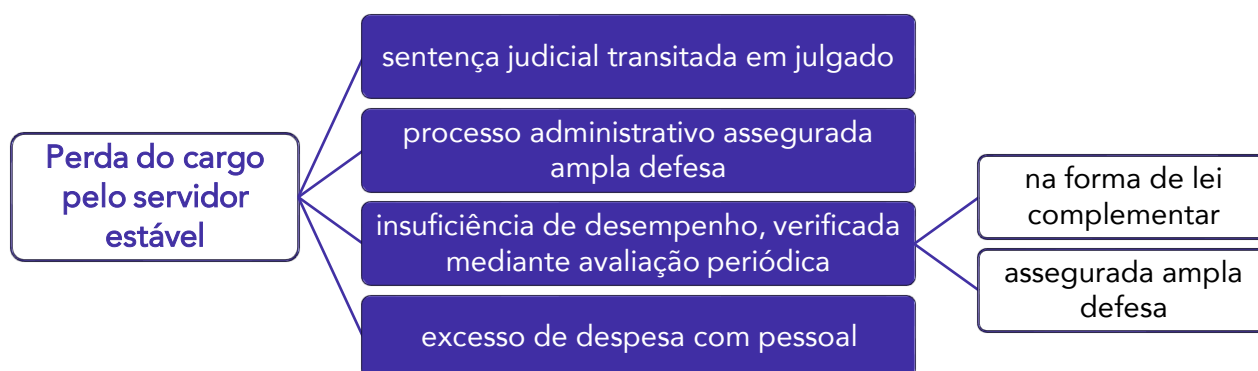 Perda do cargo
pelo servidor
estável
sentença judicial transitada em julgado
processo administrativo assegurada
ampla defesa
insuficiência de desempenho, verificada
mediante avaliação periódica
excesso de despesa com pessoal
na forma de lei
complementar
assegurada ampla
defesa